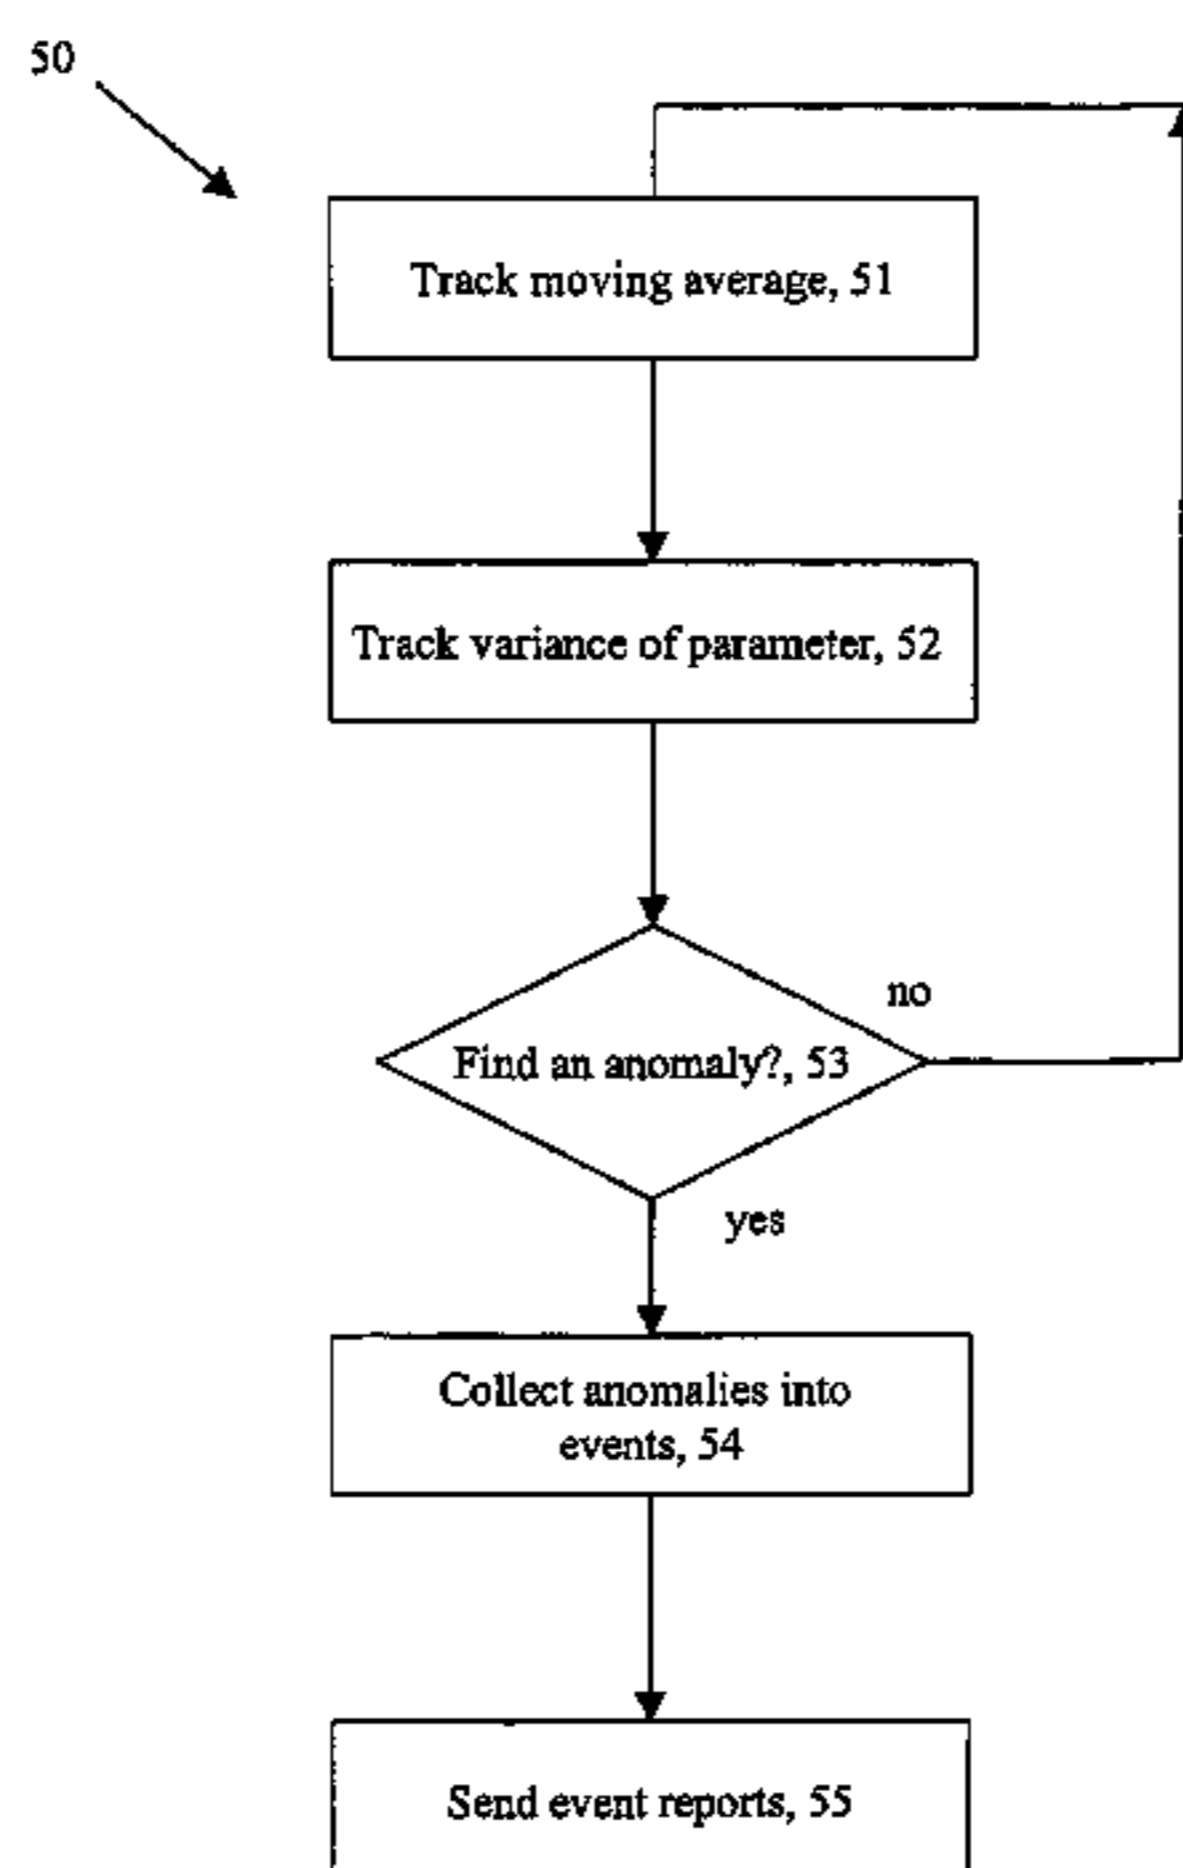 50
Track moving average, 51
Track variance of parameter, 52
no
Find an anomaly?, 53
yes
Collect anomalies into
events, 54
Send event reports, 55